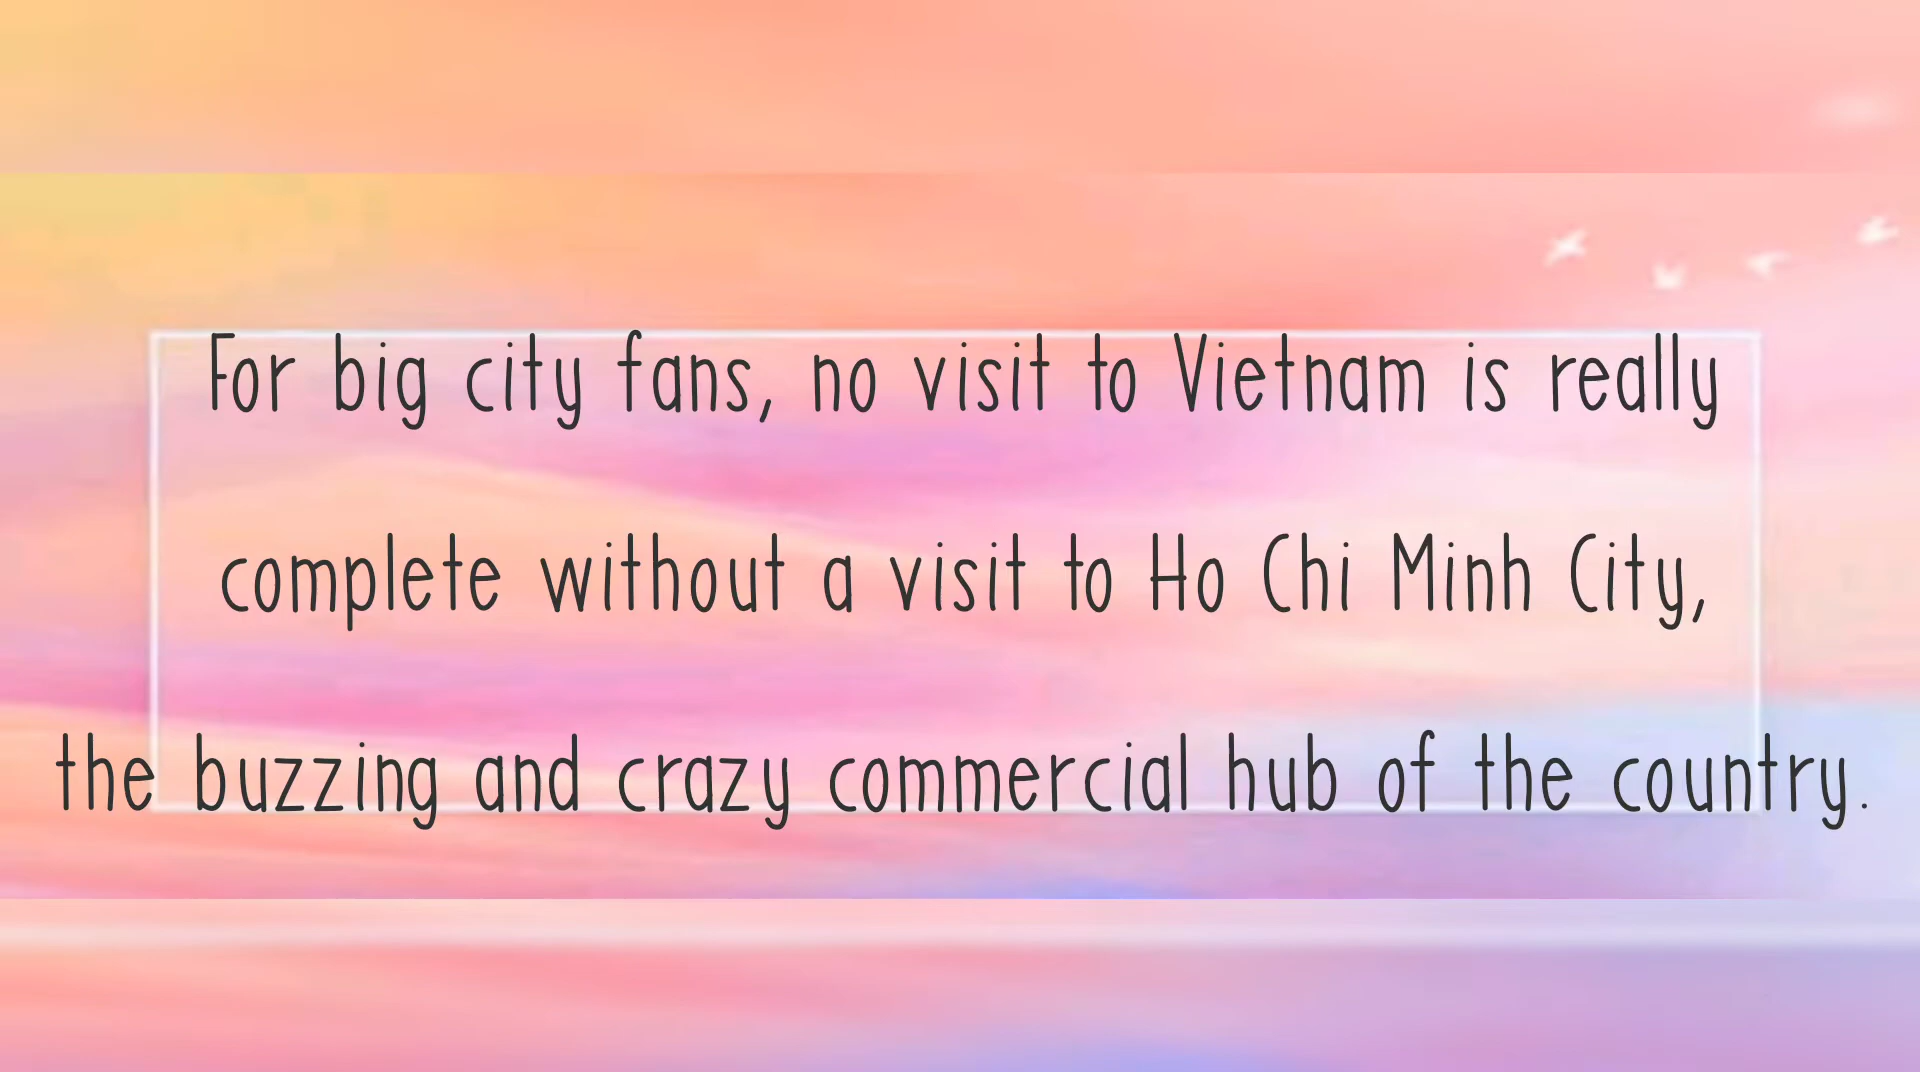 For big city fans, no visit to Vietnam is really
complete without a visit to Ho Chi Minh City,
the buzzing and crazy commercial hub of the country.